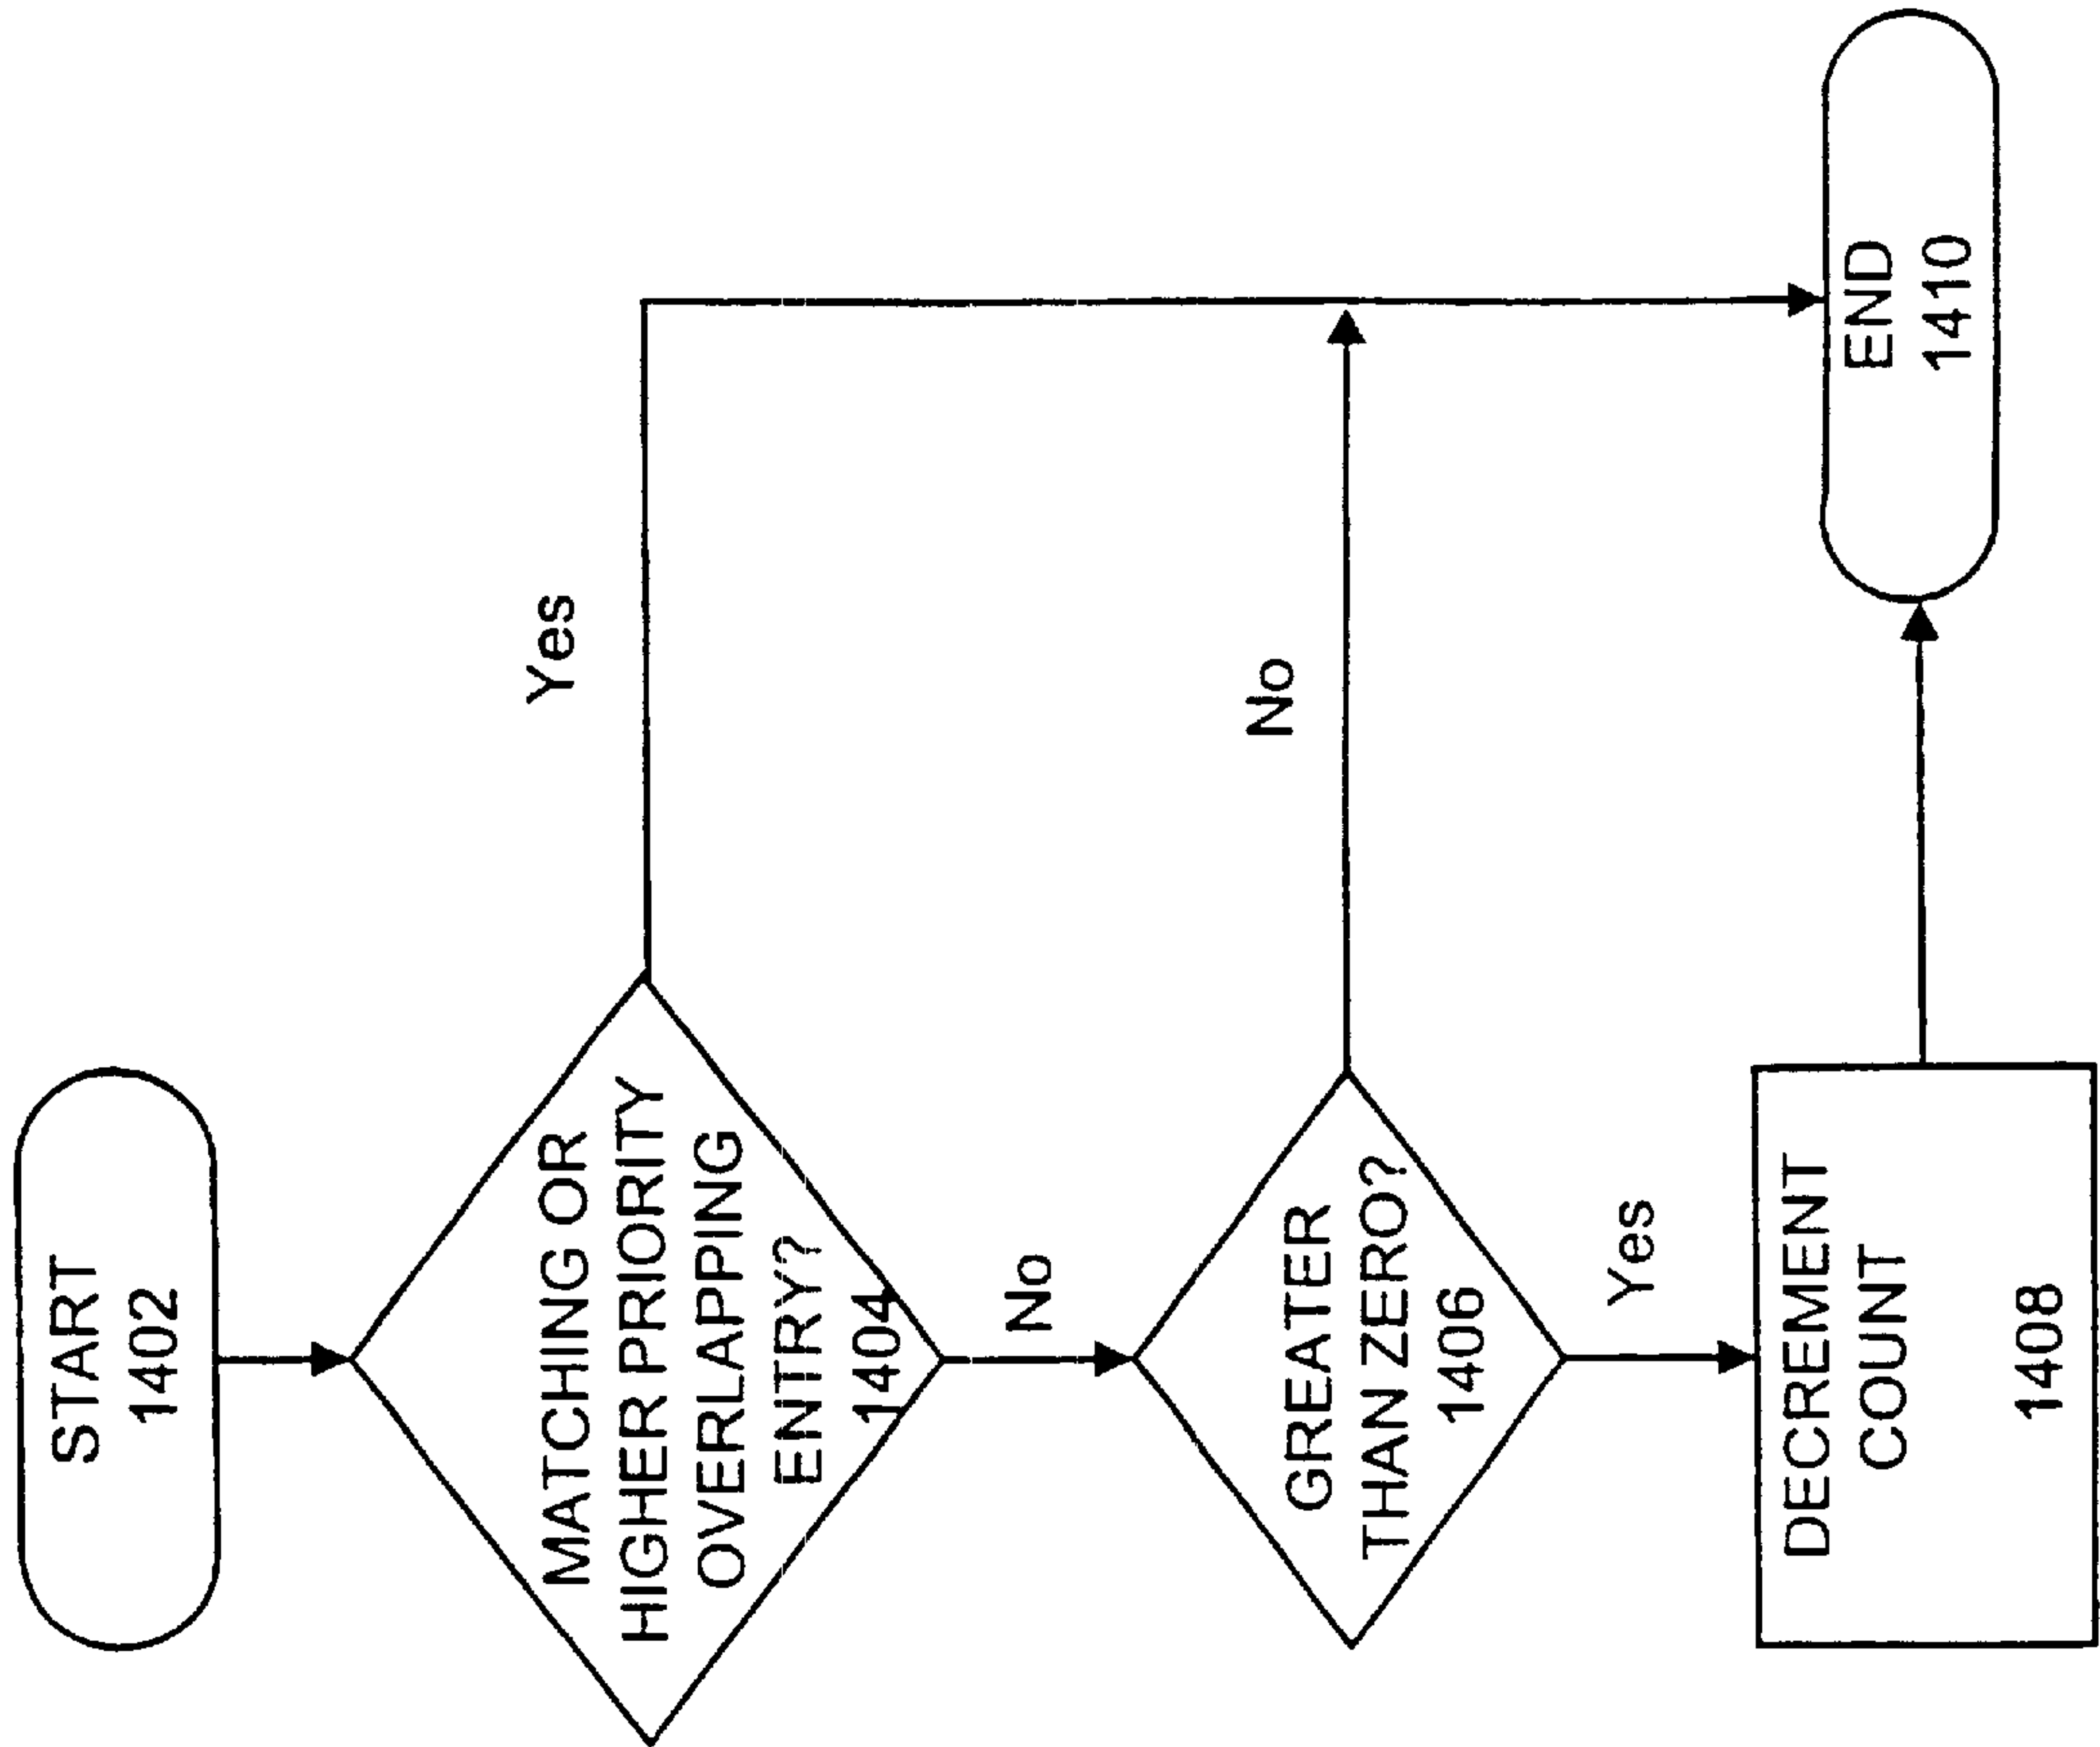 START
1402
MATCHING OR
HIGHER PRIORITY
OVERLAPPING
ENTRY?
1404
Yes
No
GREATER
THAN ZERO?
1406
No
Yes
DECREMENT
COUNT
1408
END
1410